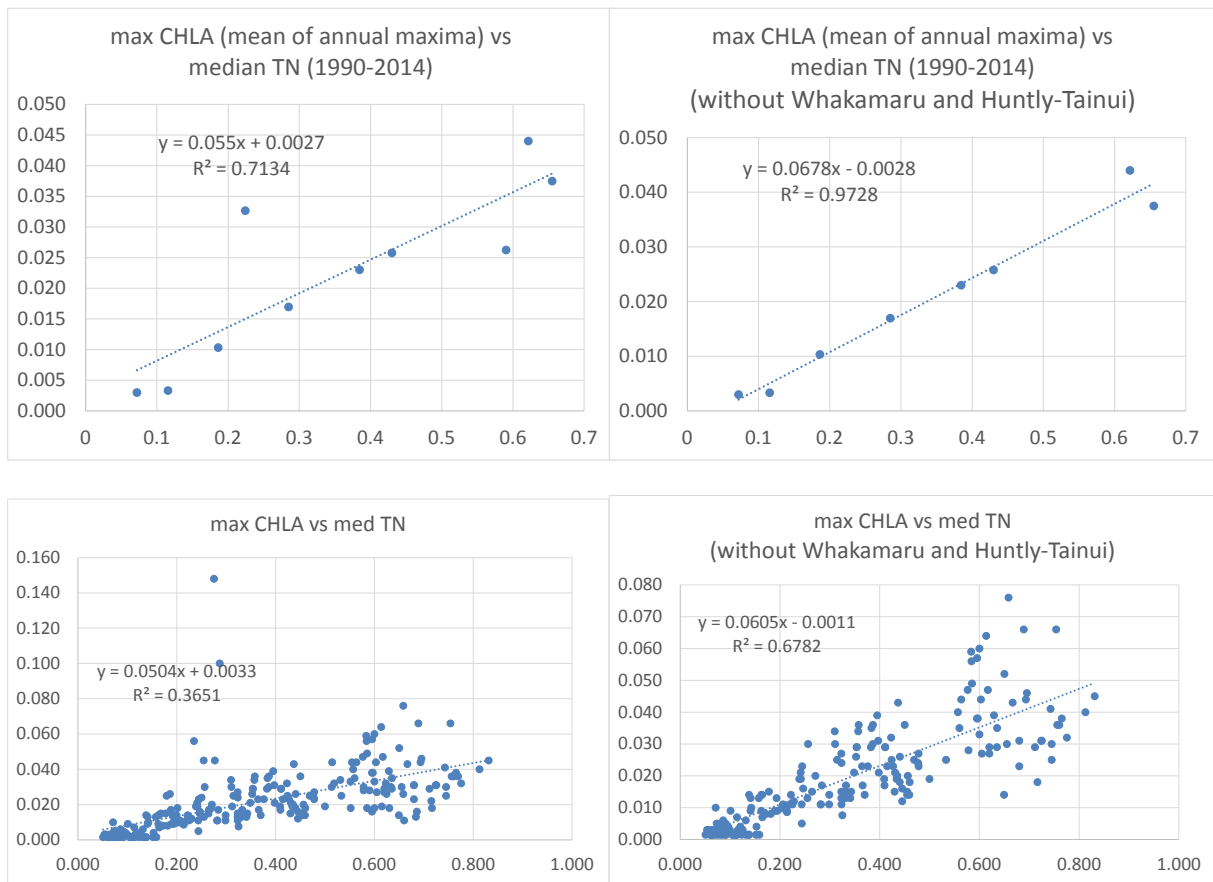 max CHLA (mean of annual maxima) vs
median TN (1990-2014)
0.050
0.045
0.040
0.035
0.030
0.025
0.020
0.015
0.010
0.005
0.000
y = 0.055x + 0.0027
R² = 0.7134
0 0.1 0.2 0.3 0.4 0.5 0.6 0.7
max CHLA (mean of annual maxima) vs
median TN (1990-2014)
(without Whakamaru and Huntly-Tainui)
0.050
0.040
0.030
0.020
0.010
0.000
y = 0.0678x - 0.0028
R² = 0.9728
0 0.1 0.2 0.3 0.4 0.5 0.6 0.7
max CHLA vs med TN
0.160
0.140
0.120
0.100
0.080
0.060
0.040
0.020
0.000
y = 0.0504x + 0.0033
R² = 0.3651
0.000 0.200 0.400 0.600 0.800 1.000
max CHLA vs med TN
(without Whakamaru and Huntly-Tainui)
0.080
0.070
0.060
0.050
0.040
0.030
0.020
0.010
0.000
y = 0.0605x - 0.0011
R² = 0.6782
0.000 0.200 0.400 0.600 0.800 1.000